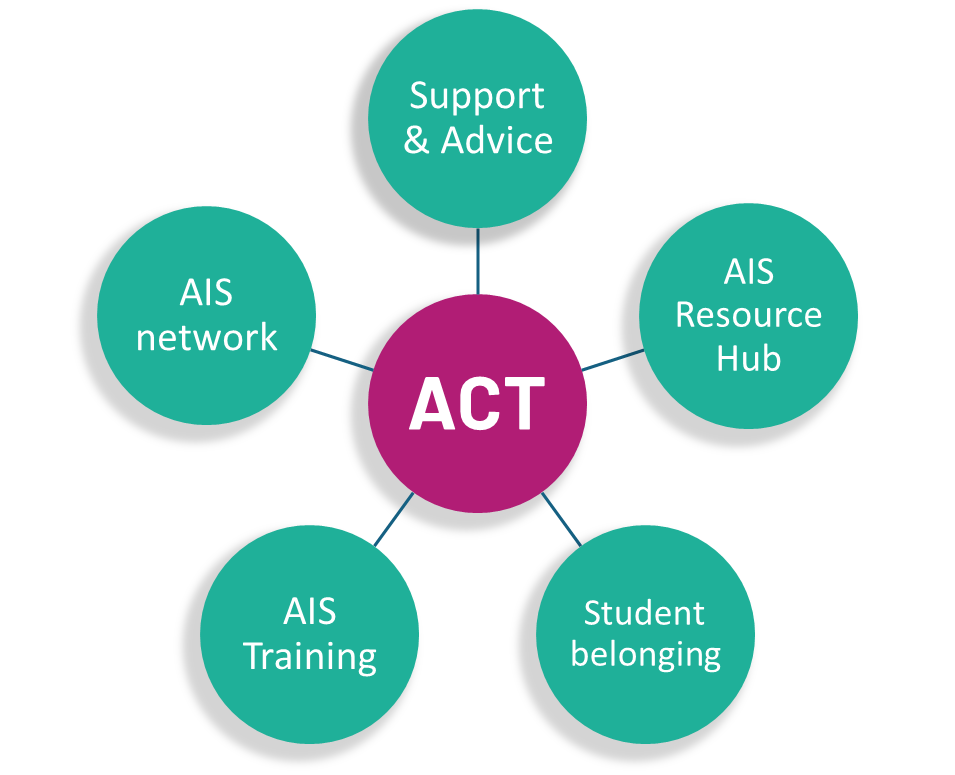 Support
& Advice
AIS
Resource
Hub
Student
belonging
AIS
Training
AIS
network
ACT